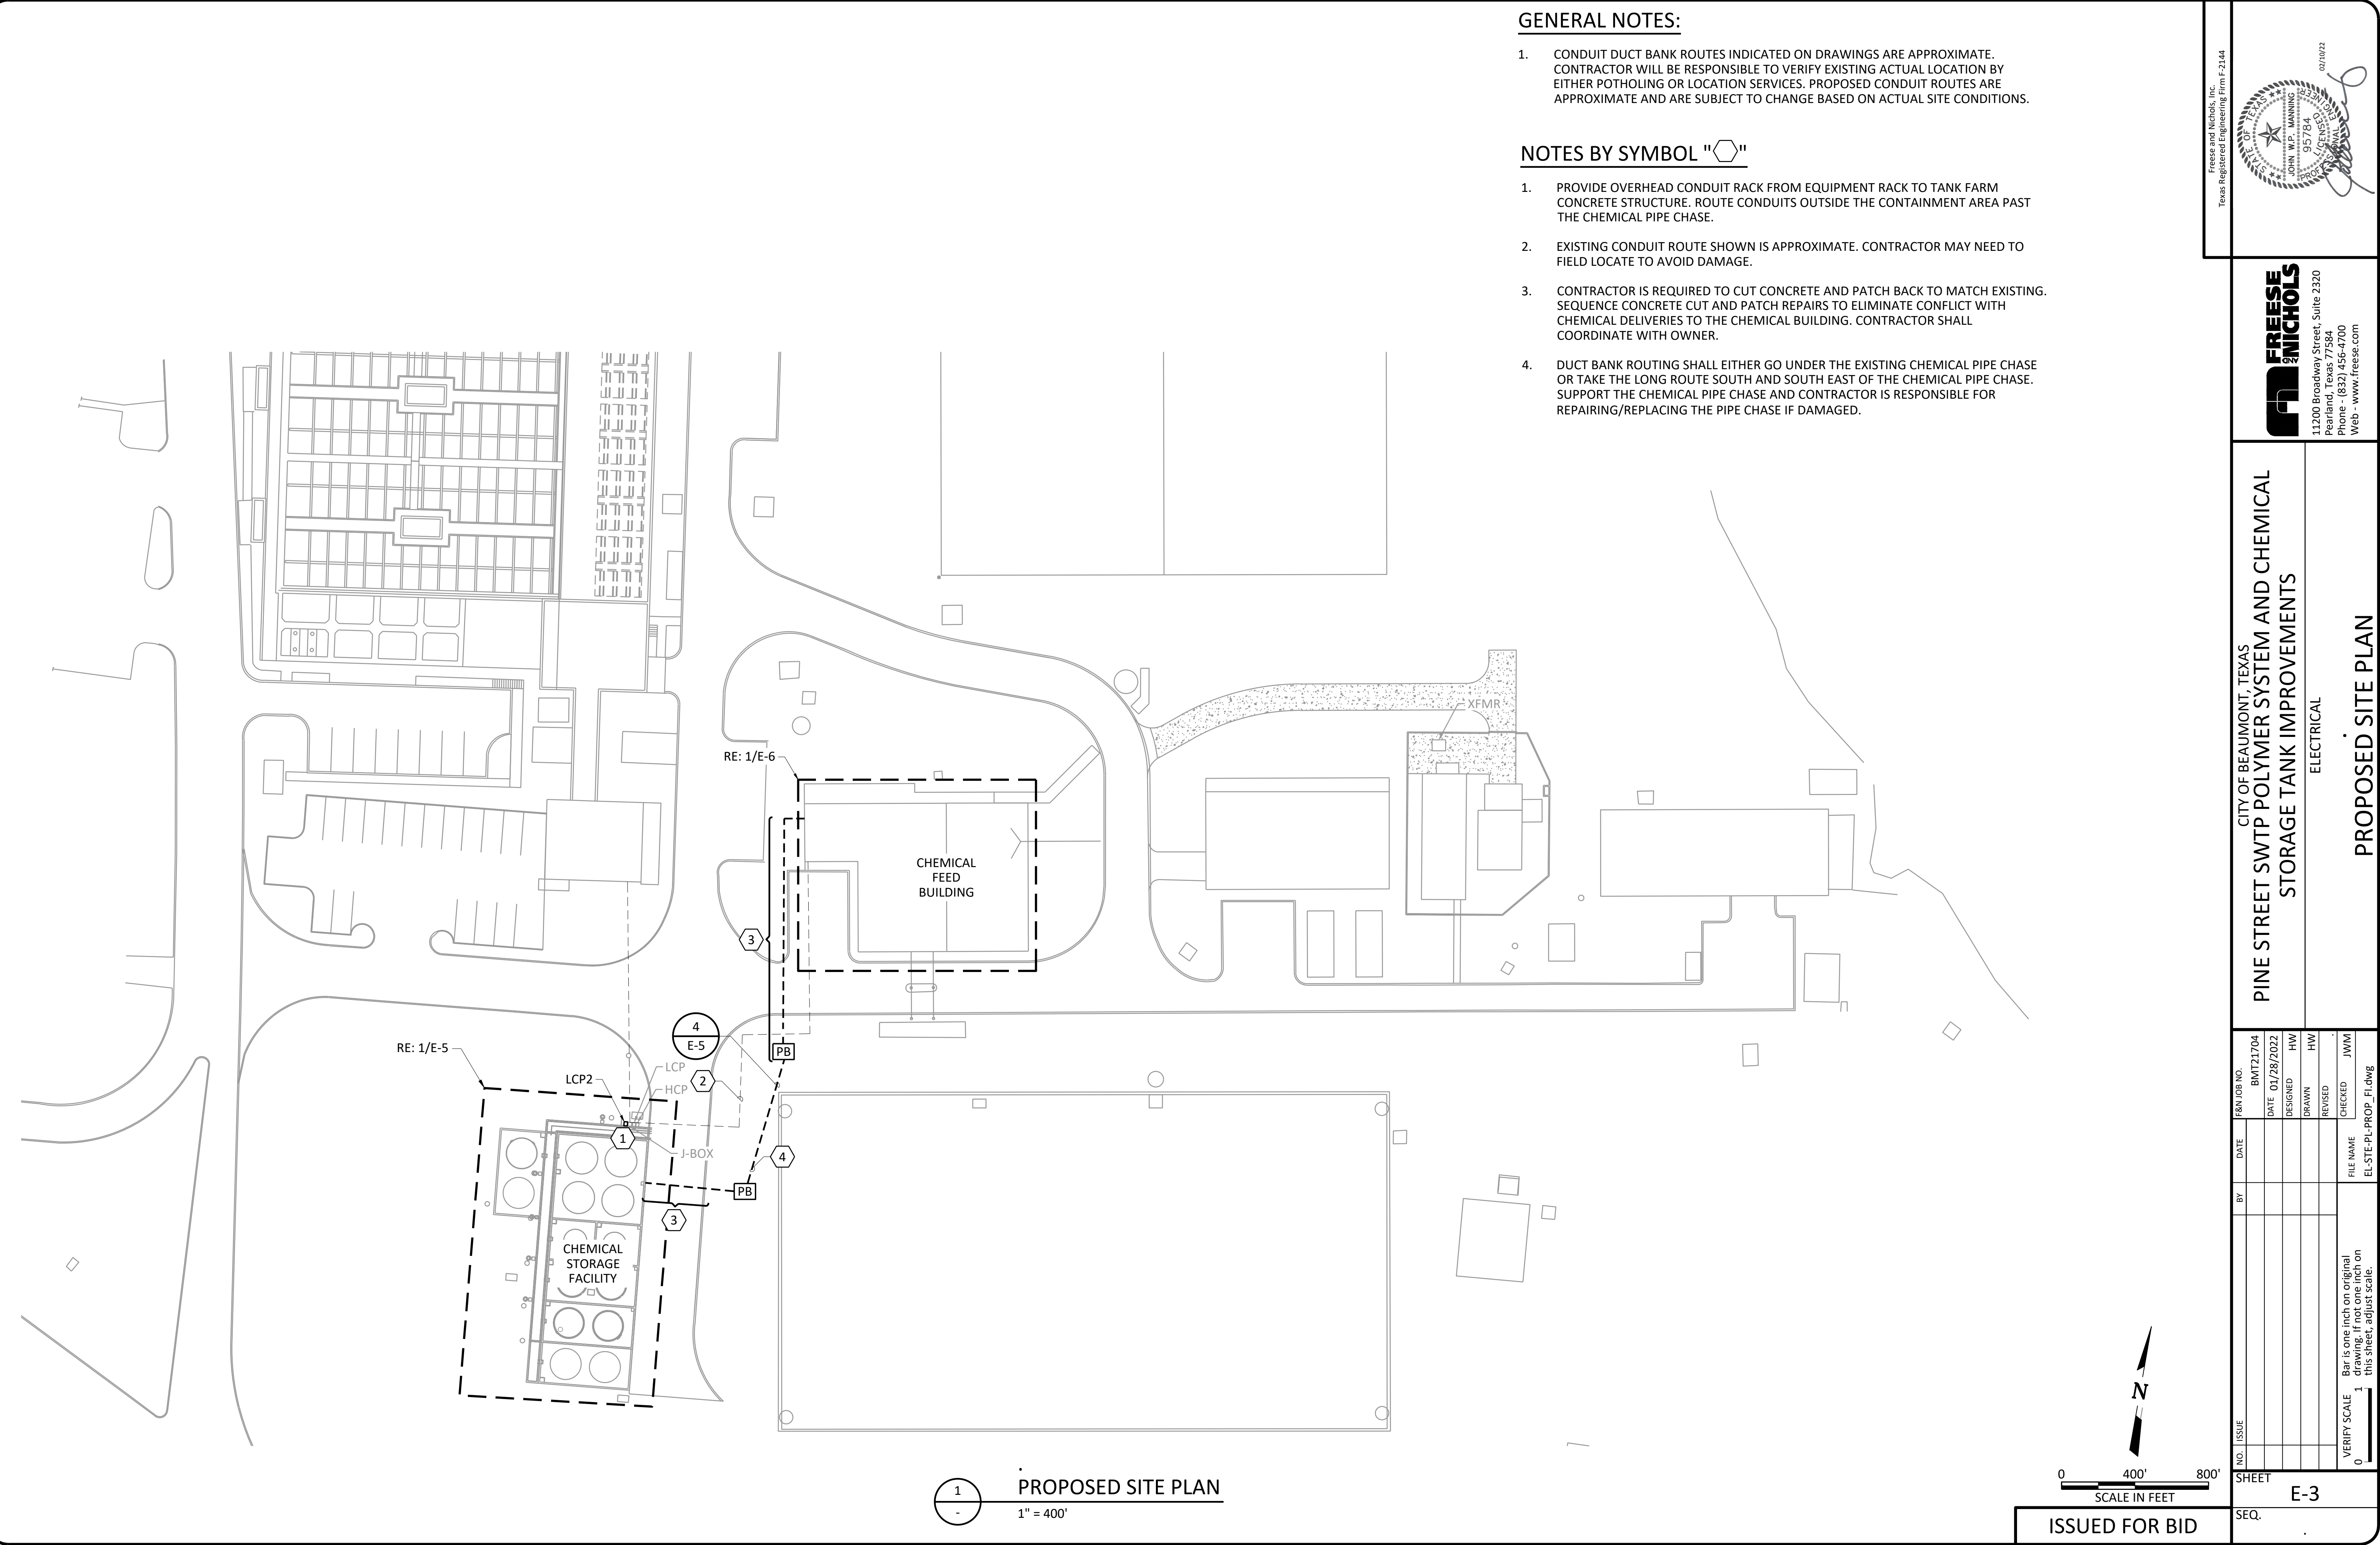 GENERAL NOTES:
1. CONDUIT DUCT BANK ROUTES INDICATED ON DRAWINGS ARE APPROXIMATE.
CONTRACTOR WILL BE RESPONSIBLE TO VERIFY EXISTING ACTUAL LOCATION BY
EITHER POTHOLING OR LOCATION SERVICES. PROPOSED CONDUIT ROUTES ARE
APPROXIMATE AND ARE SUBJECT TO CHANGE BASED ON ACTUAL SITE CONDITIONS.
NOTES BY SYMBOL "⬡"
1. PROVIDE OVERHEAD CONDUIT RACK FROM EQUIPMENT RACK TO TANK FARM
CONCRETE STRUCTURE. ROUTE CONDUITS OUTSIDE THE CONTAINMENT AREA PAST
THE CHEMICAL PIPE CHASE.
2. EXISTING CONDUIT ROUTE SHOWN IS APPROXIMATE. CONTRACTOR MAY NEED TO
FIELD LOCATE TO AVOID DAMAGE.
3. CONTRACTOR IS REQUIRED TO CUT CONCRETE AND PATCH BACK TO MATCH EXISTING.
SEQUENCE CONCRETE CUT AND PATCH REPAIRS TO ELIMINATE CONFLICT WITH
CHEMICAL DELIVERIES TO THE CHEMICAL BUILDING. CONTRACTOR SHALL
COORDINATE WITH OWNER.
4. DUCT BANK ROUTING SHALL EITHER GO UNDER THE EXISTING CHEMICAL PIPE CHASE
OR TAKE THE LONG ROUTE SOUTH AND SOUTH EAST OF THE CHEMICAL PIPE CHASE.
SUPPORT THE CHEMICAL PIPE CHASE AND CONTRACTOR IS RESPONSIBLE FOR
REPAIRING/REPLACING THE PIPE CHASE IF DAMAGED.
XFMR
RE: 1/E-6
CHEMICAL
FEED
BUILDING
3
4
E-5
PB
RE: 1/E-5
LCP2
LCP
HCP
2
1
J-BOX
4
PB
3
CHEMICAL
STORAGE
FACILITY
N
0 400' 800'
SCALE IN FEET
1
-
PROPOSED SITE PLAN
1" = 400'
ISSUED FOR BID
Freese and Nichols, Inc.
Texas Registered Engineering Firm F-2144
STATE OF TEXAS
JOHN W.P. MANNING
95784
LICENSED
PROFESSIONAL ENGINEER
02/10/22
FREESE
AND NICHOLS
11200 Broadway Street, Suite 2320
Pearland, Texas 77584
Phone - (832) 456-4700
Web - www.freese.com
CITY OF BEAUMONT, TEXAS
PINE STREET SWTP POLYMER SYSTEM AND CHEMICAL
STORAGE TANK IMPROVEMENTS
ELECTRICAL
PROPOSED SITE PLAN
F&N JOB NO.
BMT21704
DATE 01/28/2022
DESIGNED HW
DRAWN HW
REVISED
CHECKED JWM
FILE NAME
EL-STE-PL-PROP_FI.dwg
NO. ISSUE BY DATE
VERIFY SCALE
0 1
Bar is one inch on original
drawing. If not one inch on
this sheet, adjust scale.
SHEET
E-3
SEQ.